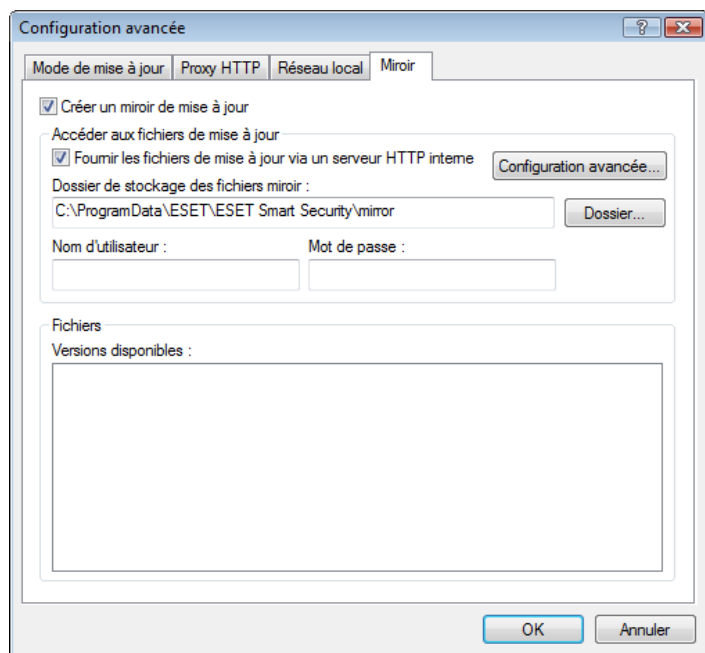 Configuration avancée
Mode de mise à jour
Proxy HTTP
Réseau local
Miroir
Créer un miroir de mise à jour
Accéder aux fichiers de mise à jour
Fournir les fichiers de mise à jour via un serveur HTTP interne
Configuration avancée...
Dossier de stockage des fichiers miroir :
C:\ProgramData\ESET\ESET Smart Security\mirror
Dossier...
Nom d'utilisateur :
Mot de passe :
Fichiers
Versions disponibles :
OK
Annuler